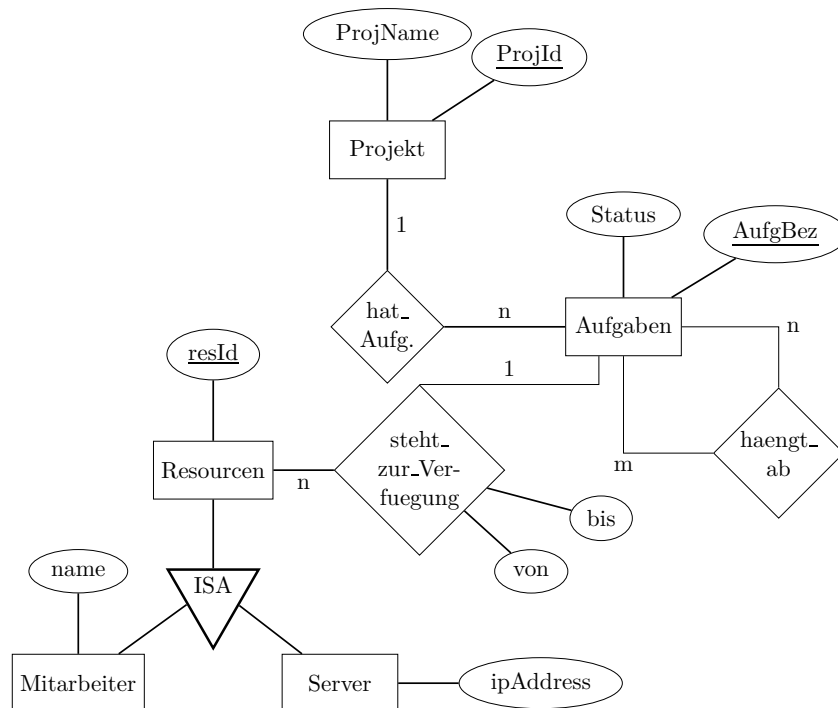 ProjName
ProjId
Projekt
1
Status
AufgBez
hat_
Aufg.
n
Aufgaben
n
resId
1
steht_
zur_Ver-
fuegung
haengt_
ab
m
Resourcen
n
bis
von
name
ISA
Mitarbeiter
Server
ipAddress